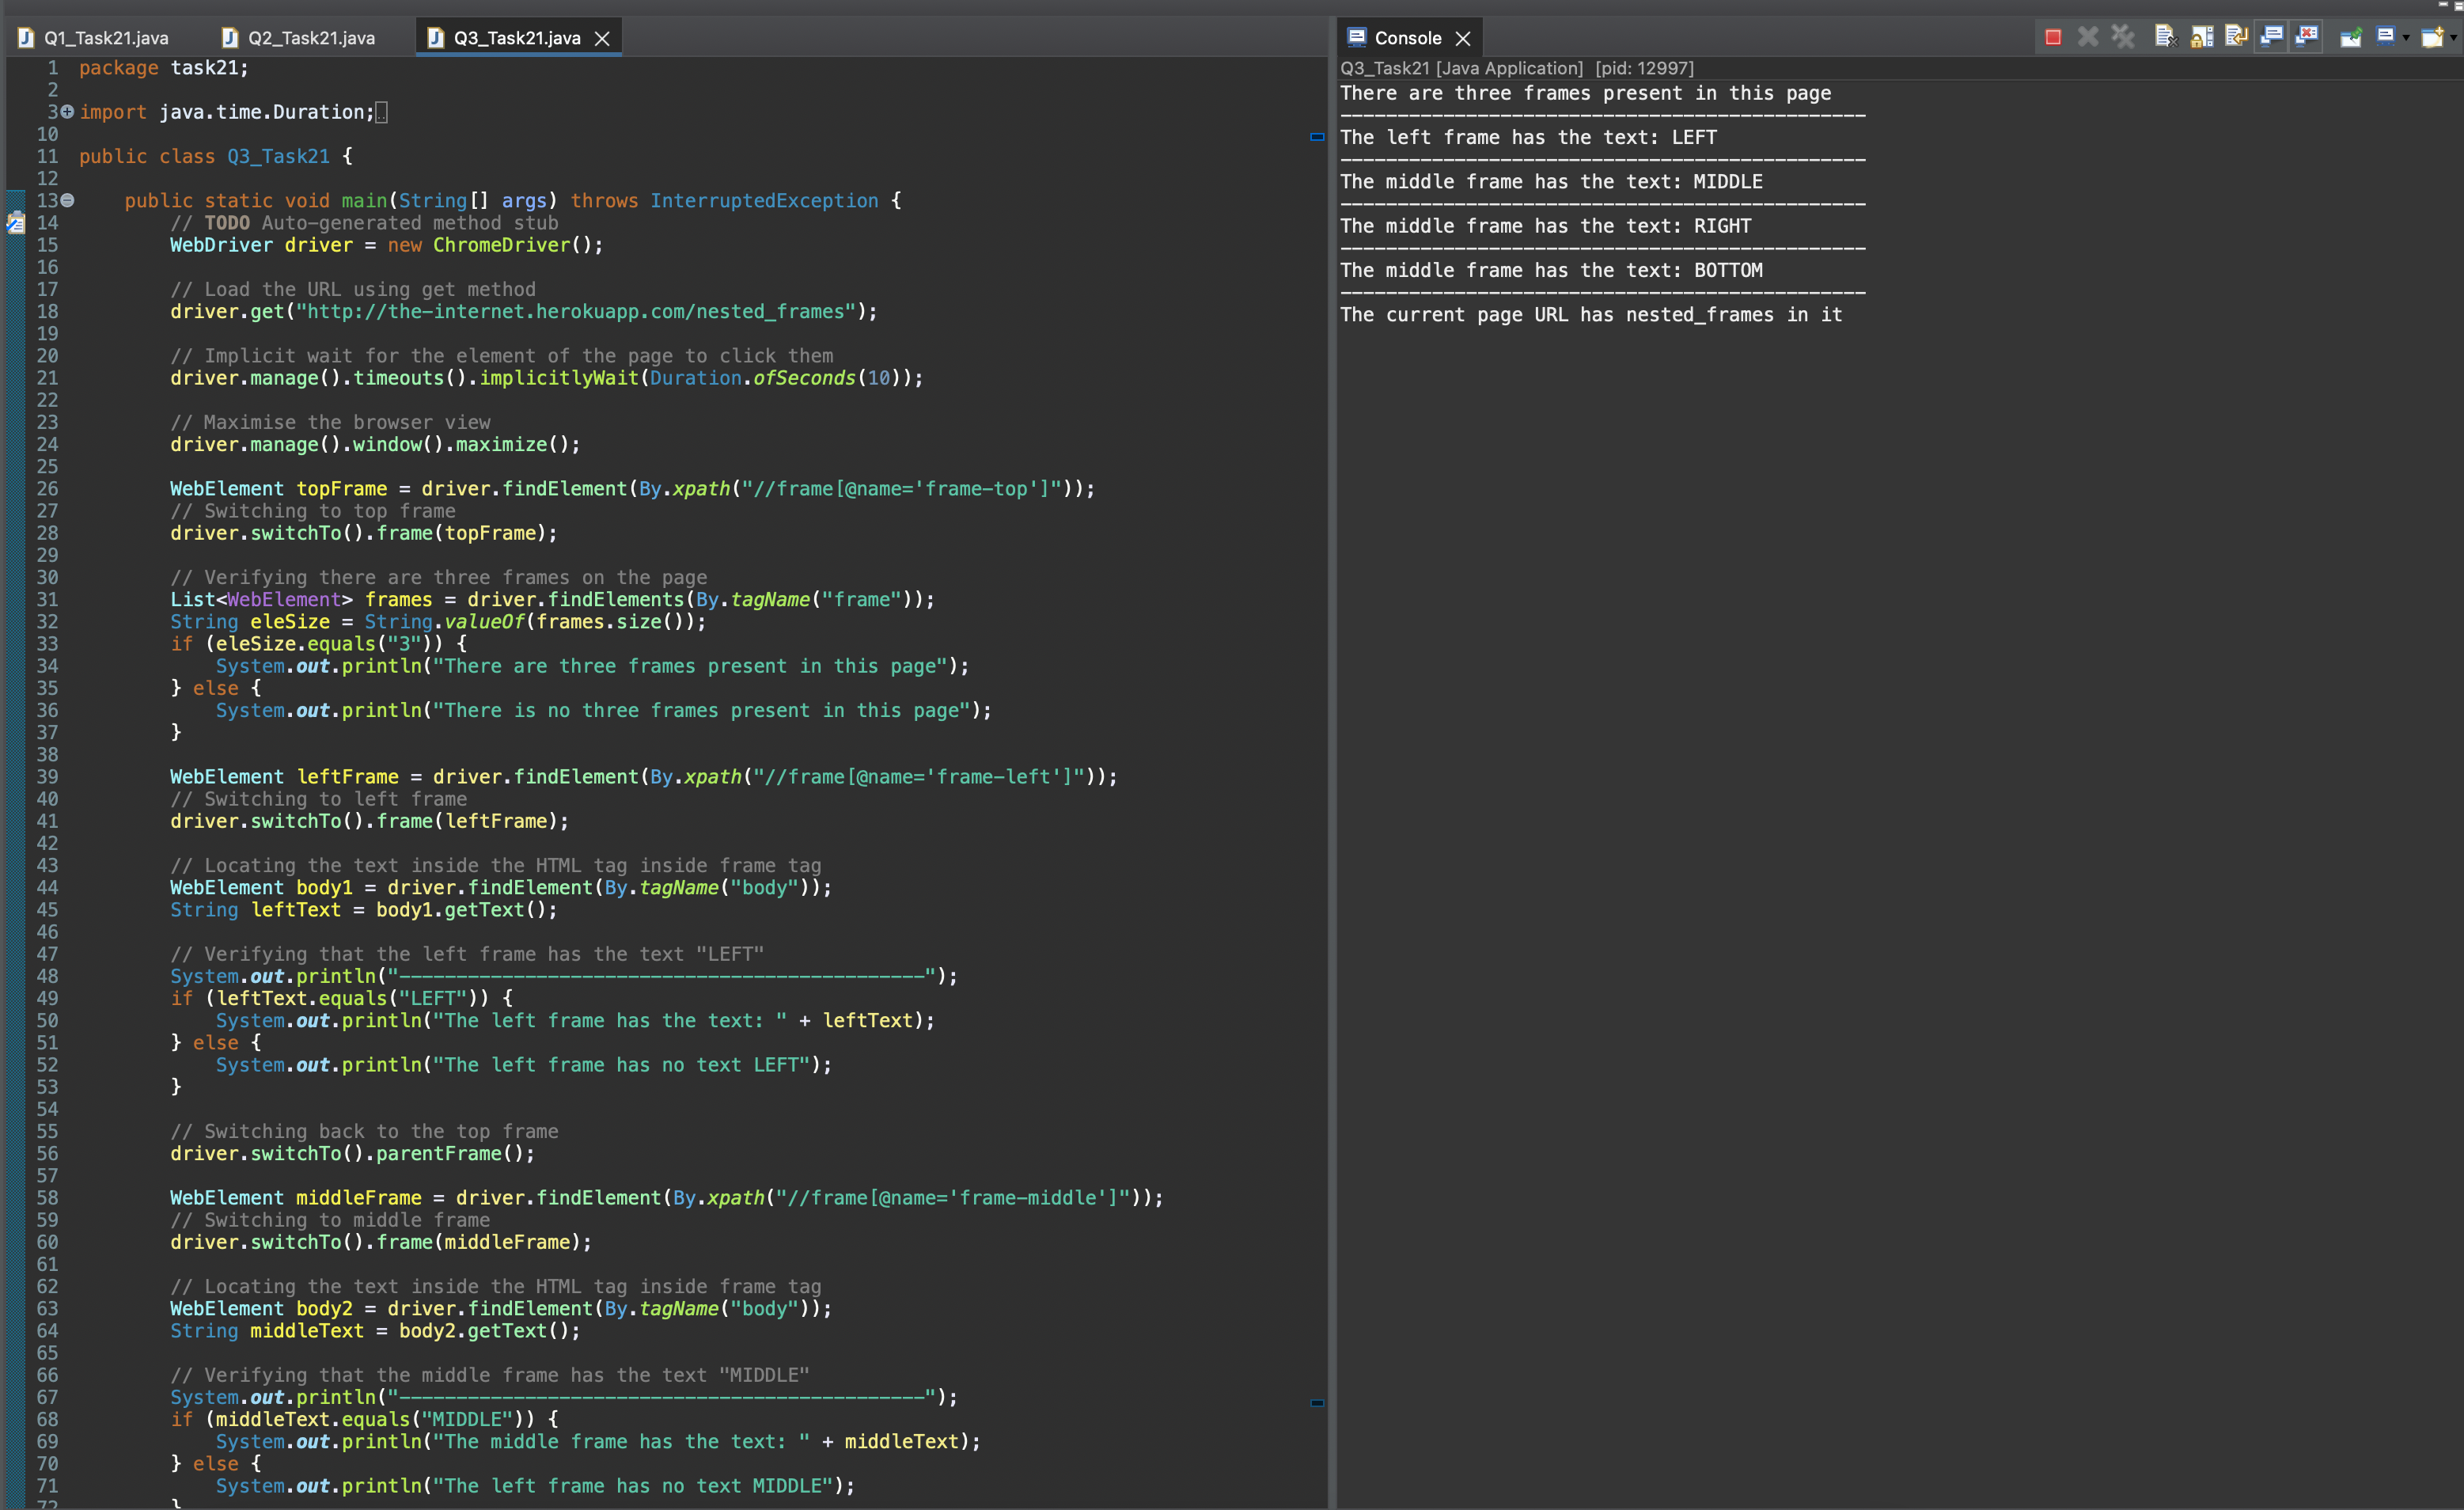 Q1_Task21.java
Q2_Task21.java
Q3_Task21.java
1 package task21;
2
3 import java.time.Duration;
10
11 public class Q3_Task21 {
12
13 public static void main(String[] args) throws InterruptedException {
14 // TODO Auto-generated method stub
15 WebDriver driver = new ChromeDriver();
16
17 // Load the URL using get method
18 driver.get("http://the-internet.herokuapp.com/nested_frames");
19
20 // Implicit wait for the element of the page to click them
21 driver.manage().timeouts().implicitlyWait(Duration.ofSeconds(10));
22
23 // Maximise the browser view
24 driver.manage().window().maximize();
25
26 WebElement topFrame = driver.findElement(By.xpath("//frame[@name='frame-top']"));
27 // Switching to top frame
28 driver.switchTo().frame(topFrame);
29
30 // Verifying there are three frames on the page
31 List<WebElement> frames = driver.findElements(By.tagName("frame"));
32 String eleSize = String.valueOf(frames.size());
33 if (eleSize.equals("3")) {
34 System.out.println("There are three frames present in this page");
35 } else {
36 System.out.println("There is no three frames present in this page");
37 }
38
39 WebElement leftFrame = driver.findElement(By.xpath("//frame[@name='frame-left']"));
40 // Switching to left frame
41 driver.switchTo().frame(leftFrame);
42
43 // Locating the text inside the HTML tag inside frame tag
44 WebElement body1 = driver.findElement(By.tagName("body"));
45 String leftText = body1.getText();
46
47 // Verifying that the left frame has the text "LEFT"
48 System.out.println("----------------------------------------------");
49 if (leftText.equals("LEFT")) {
50 System.out.println("The left frame has the text: " + leftText);
51 } else {
52 System.out.println("The left frame has no text LEFT");
53 }
54
55 // Switching back to the top frame
56 driver.switchTo().parentFrame();
57
58 WebElement middleFrame = driver.findElement(By.xpath("//frame[@name='frame-middle']"));
59 // Switching to middle frame
60 driver.switchTo().frame(middleFrame);
61
62 // Locating the text inside the HTML tag inside frame tag
63 WebElement body2 = driver.findElement(By.tagName("body"));
64 String middleText = body2.getText();
65
66 // Verifying that the middle frame has the text "MIDDLE"
67 System.out.println("----------------------------------------------");
68 if (middleText.equals("MIDDLE")) {
69 System.out.println("The middle frame has the text: " + middleText);
70 } else {
71 System.out.println("The left frame has no text MIDDLE");
72 }
Console
Q3_Task21 [Java Application] [pid: 12997]
There are three frames present in this page
----------------------------------------------
The left frame has the text: LEFT
----------------------------------------------
The middle frame has the text: MIDDLE
----------------------------------------------
The middle frame has the text: RIGHT
----------------------------------------------
The middle frame has the text: BOTTOM
----------------------------------------------
The current page URL has nested_frames in it